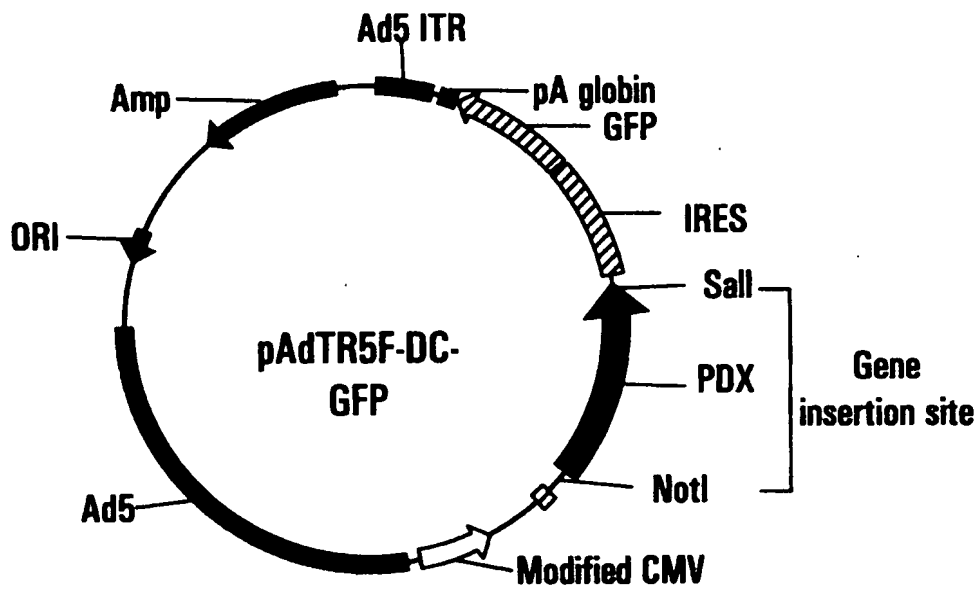 Ad5 ITR
Amp
pA globin
GFP
ORI
IRES
SalI
pAdTR5F-DC-
GFP
PDX
Gene
insertion site
NotI
Ad5
Modified CMV